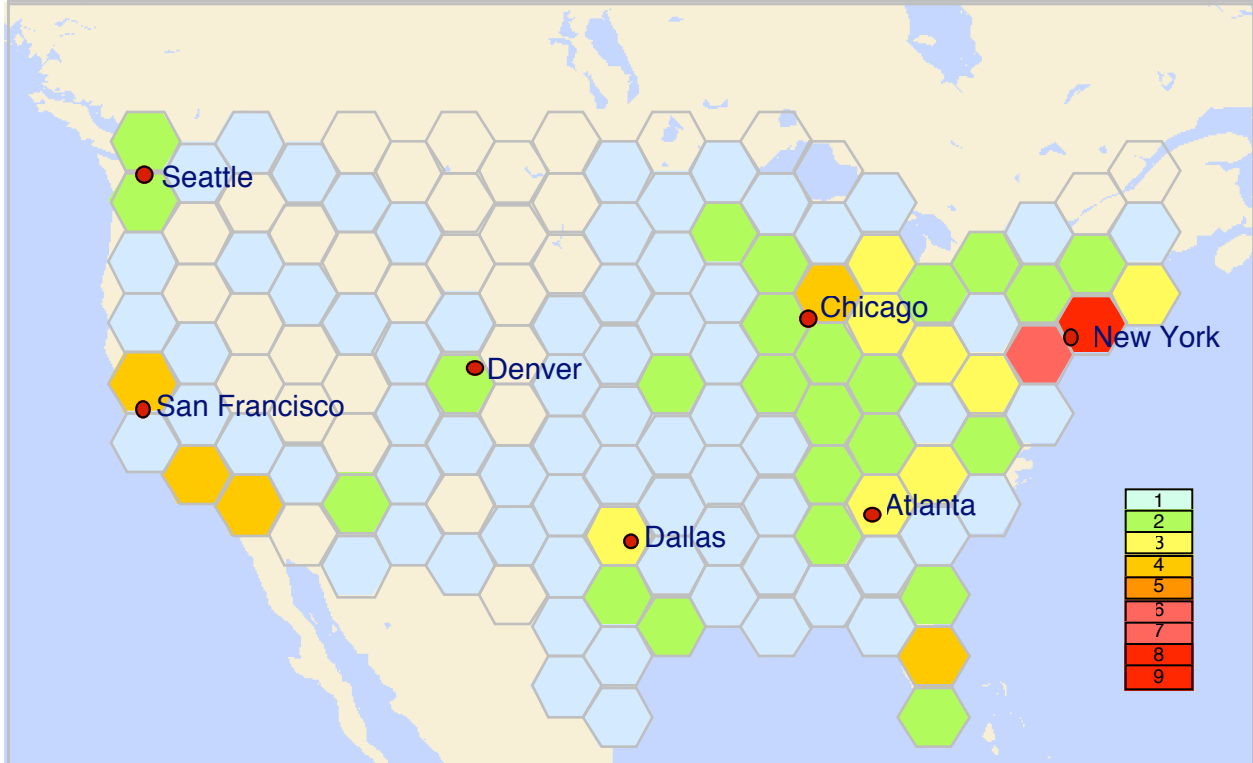 Seattle
Chicago
New York
Denver
San Francisco
Atlanta
Dallas
1
2
3
4
5
6
7
8
9